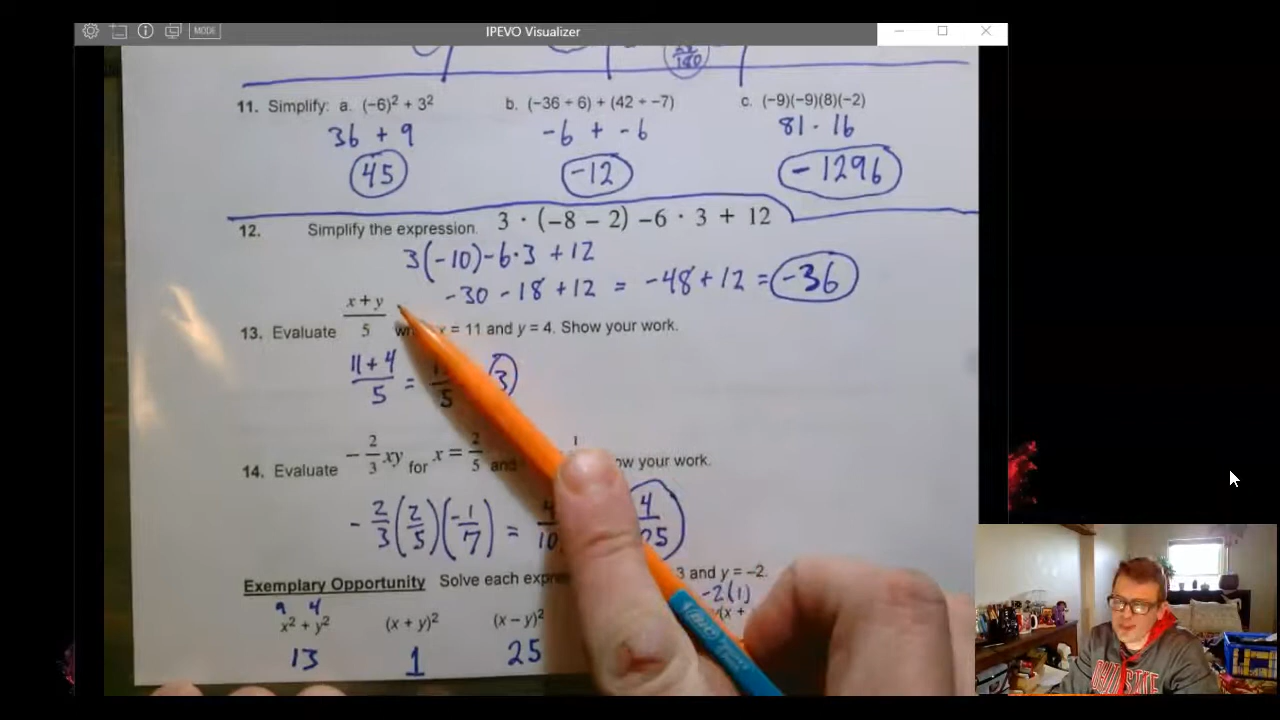 MODE
IPEVO Visualizer
180
11. Simplify: a. (−6)² + 3² b. (−36 ÷ 6) + (42 ÷ −7) c. (−9)(−9)(8)(−2)
36 + 9 -6 + -6 81 · 16
45 -12 -1296
12. Simplify the expression. 3 · (−8 − 2) −6 · 3 + 12
3(-10)-6·3 +12
-30 -18 +12 = -48 +12 = -36
x + y
13. Evaluate 5 = 11 and y = 4. Show your work.
11+4
5 = 5 3
14. Evaluate − 2/3 xy for x = 2/5 and your work.
- 2/3 (2/5)(-1/7) = 4
Exemplary Opportunity Solve each 3 and y = −2.
9 4 -2(1)
x² + y² (x + y)² (x − y)²
13 1 25
IPEVO